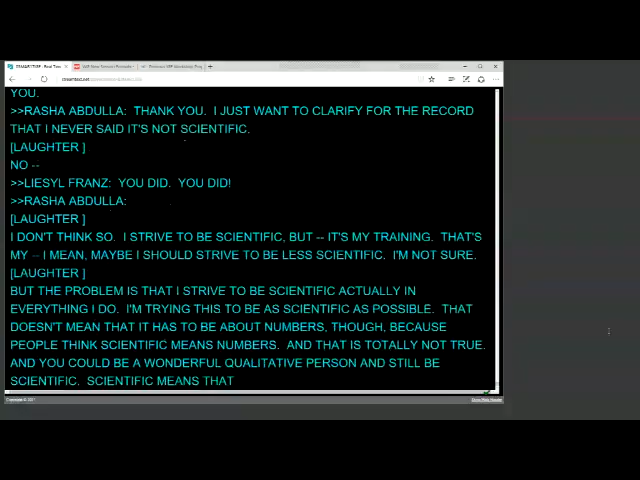 YOU.
>>RASHA ABDULLA:  THANK YOU.  I JUST WANT TO CLARIFY FOR THE RECORD
THAT I NEVER SAID IT'S NOT SCIENTIFIC.
[LAUGHTER ]
NO --
>>LIESYL FRANZ:  YOU DID.  YOU DID!
>>RASHA ABDULLA:
[LAUGHTER ]
I DON'T THINK SO.  I STRIVE TO BE SCIENTIFIC, BUT -- IT'S MY TRAINING.  THAT'S
MY -- I MEAN, MAYBE I SHOULD STRIVE TO BE LESS SCIENTIFIC.  I'M NOT SURE.
[LAUGHTER ]
BUT THE PROBLEM IS THAT I STRIVE TO BE SCIENTIFIC ACTUALLY IN
EVERYTHING I DO.  I'M TRYING THIS TO BE AS SCIENTIFIC AS POSSIBLE.  THAT
DOESN'T MEAN THAT IT HAS TO BE ABOUT NUMBERS, THOUGH, BECAUSE
PEOPLE THINK SCIENTIFIC MEANS NUMBERS.  AND THAT IS TOTALLY NOT TRUE.
AND YOU COULD BE A WONDERFUL QUALITATIVE PERSON AND STILL BE
SCIENTIFIC.  SCIENTIFIC MEANS THAT